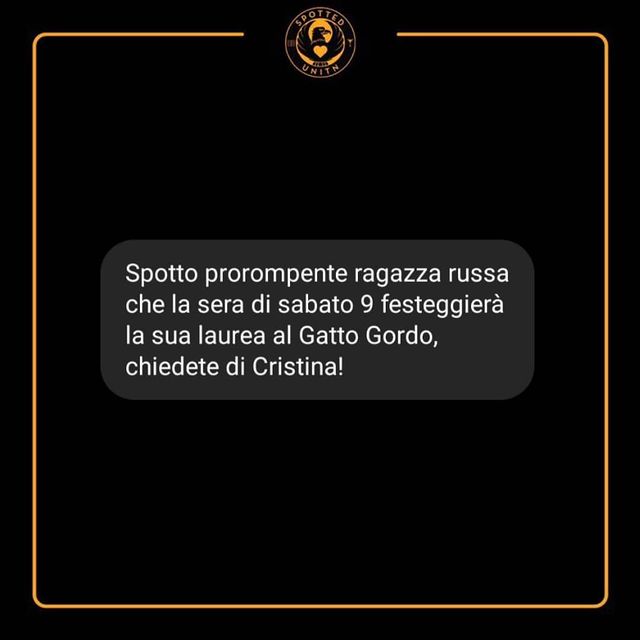 SPOTTED
UNITN
Spotto prorompente ragazza russa
che la sera di sabato 9 festeggierà
la sua laurea al Gatto Gordo,
chiedete di Cristina!